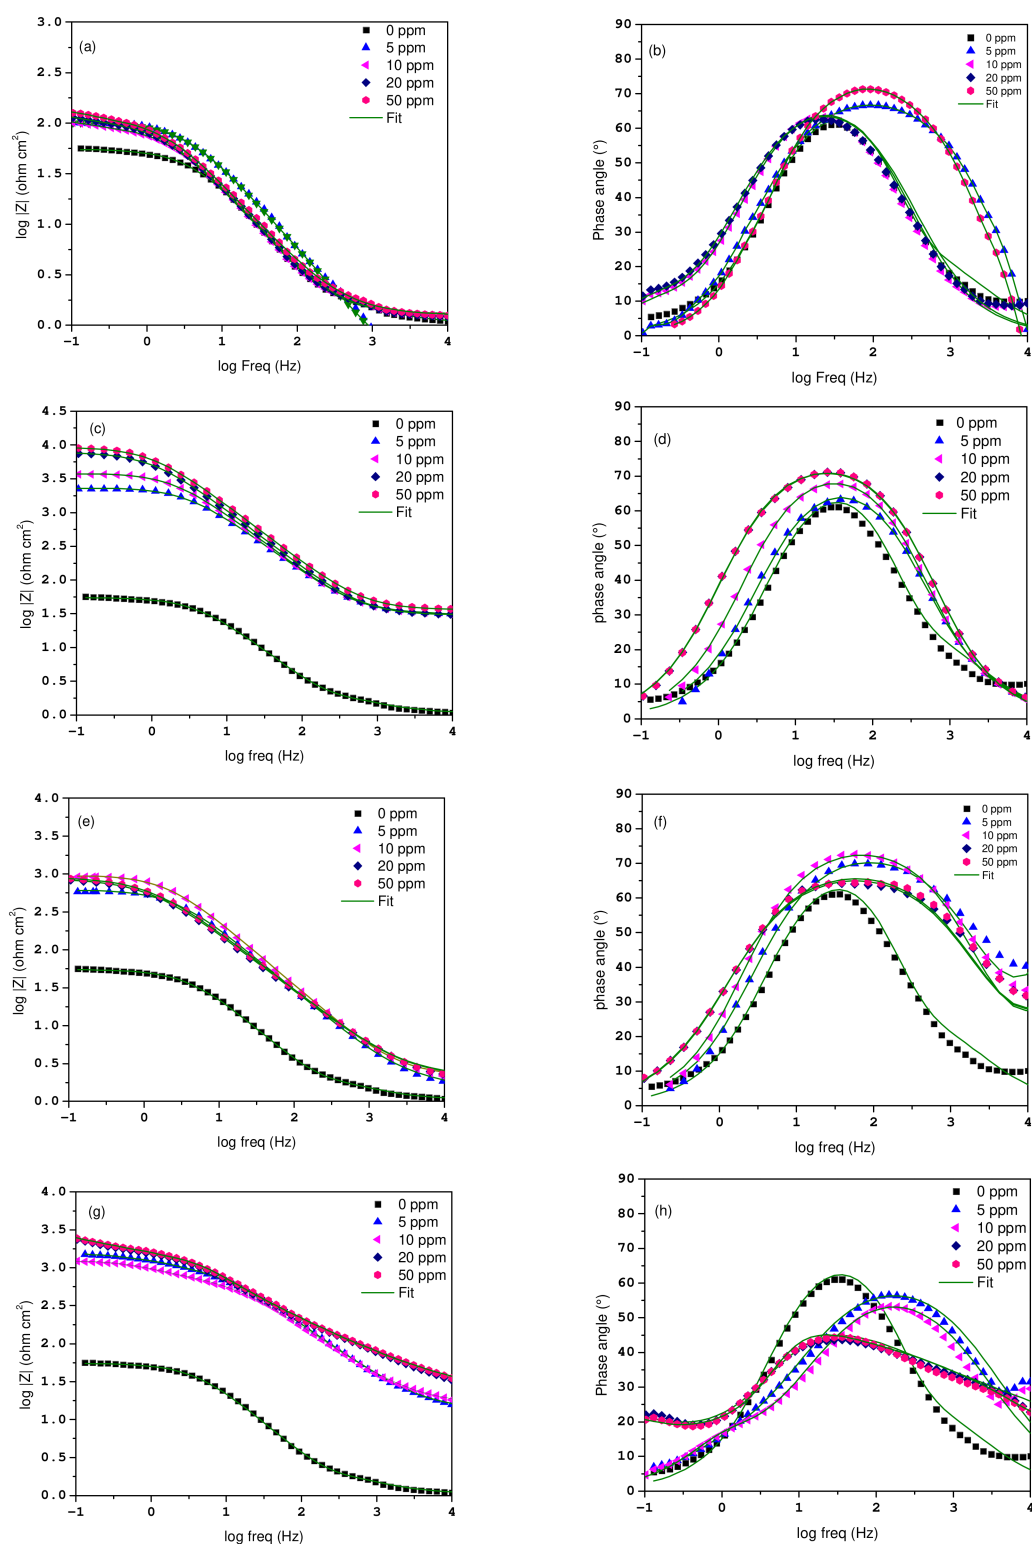 (a)
0 ppm
5 ppm
10 ppm
20 ppm
50 ppm
Fit
3.0
2.5
2.0
1.5
1.0
0.5
0.0
log |Z| (ohm cm²)
-1 0 1 2 3 4
log Freq (Hz)
(b)
0 ppm
5 ppm
10 ppm
20 ppm
50 ppm
Fit
90
80
70
60
50
40
30
20
10
0
Phase angle (°)
-1 0 1 2 3 4
log Freq (Hz)
(c)
0 ppm
5 ppm
10 ppm
20 ppm
50 ppm
Fit
4.5
4.0
3.5
3.0
2.5
2.0
1.5
1.0
0.5
0.0
log |Z| (ohm cm²)
-1 0 1 2 3 4
log freq (Hz)
(d)
0 ppm
5 ppm
10 ppm
20 ppm
50 ppm
Fit
90
80
70
60
50
40
30
20
10
0
phase angle (°)
-1 0 1 2 3 4
log freq (Hz)
(e)
0 ppm
5 ppm
10 ppm
20 ppm
50 ppm
Fit
4.0
3.5
3.0
2.5
2.0
1.5
1.0
0.5
0.0
log |Z| (ohm cm²)
-1 0 1 2 3 4
log freq (Hz)
(f)
0 ppm
5 ppm
10 ppm
20 ppm
50 ppm
Fit
90
80
70
60
50
40
30
20
10
0
phase angle (°)
-1 0 1 2 3 4
log freq (Hz)
(g)
0 ppm
5 ppm
10 ppm
20 ppm
50 ppm
Fit
4.0
3.5
3.0
2.5
2.0
1.5
1.0
0.5
0.0
log |Z| (ohm cm²)
-1 0 1 2 3 4
log freq (Hz)
(h)
0 ppm
5 ppm
10 ppm
20 ppm
50 ppm
Fit
90
80
70
60
50
40
30
20
10
0
Phase angle (°)
-1 0 1 2 3 4
log freq (Hz)